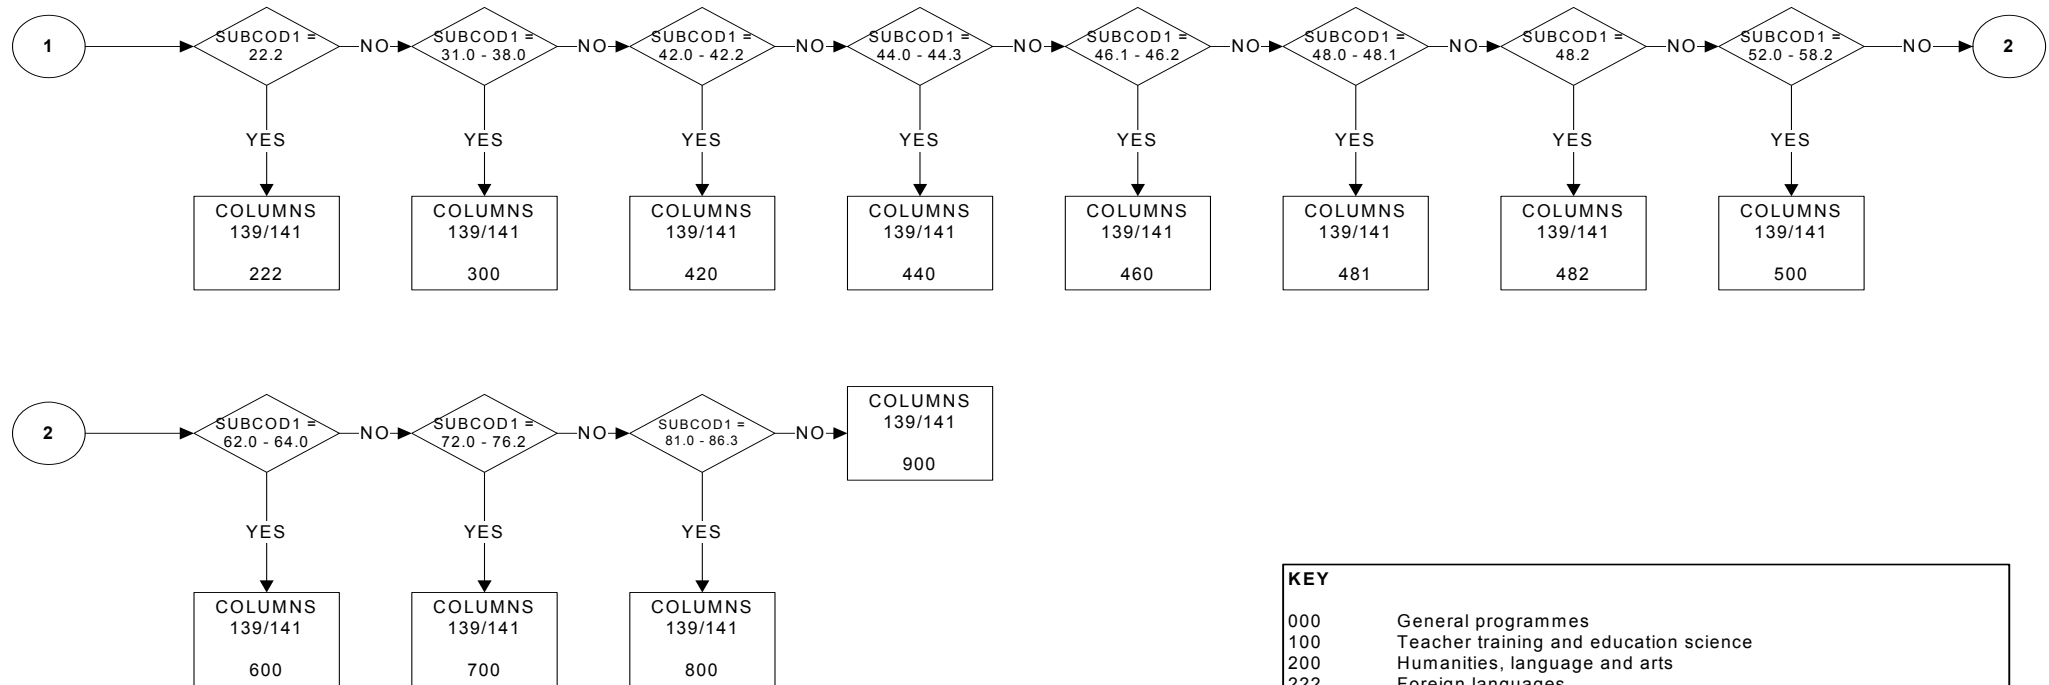 1
SUBCOD1 =
22.2
NO
SUBCOD1 =
31.0 - 38.0
NO
SUBCOD1 =
42.0 - 42.2
NO
SUBCOD1 =
44.0 - 44.3
NO
SUBCOD1 =
46.1 - 46.2
NO
SUBCOD1 =
48.0 - 48.1
NO
SUBCOD1 =
48.2
NO
SUBCOD1 =
52.0 - 58.2
NO
2
YES
YES
YES
YES
YES
YES
YES
YES
COLUMNS
139/141
222
COLUMNS
139/141
300
COLUMNS
139/141
420
COLUMNS
139/141
440
COLUMNS
139/141
460
COLUMNS
139/141
481
COLUMNS
139/141
482
COLUMNS
139/141
500
2
SUBCOD1 =
62.0 - 64.0
NO
SUBCOD1 =
72.0 - 76.2
NO
SUBCOD1 =
81.0 - 86.3
NO
COLUMNS
139/141
900
YES
YES
YES
COLUMNS
139/141
600
COLUMNS
139/141
700
COLUMNS
139/141
800
KEY
000 General programmes
100 Teacher training and education science
200 Humanities, language and arts
222 Foreign languages